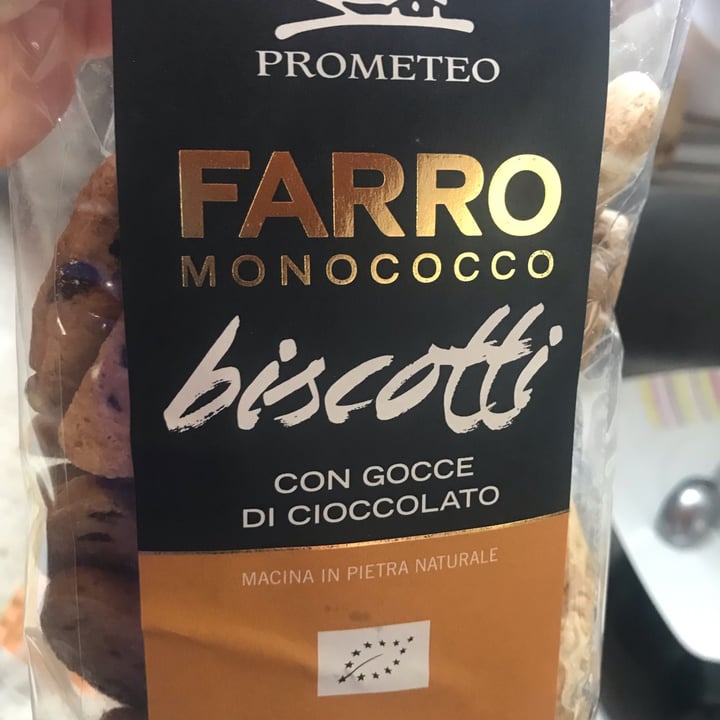 PROMETEO
FARRO
MONOCOCCO
biscotti
CON GOCCE
DI CIOCCOLATO
MACINA IN PIETRA NATURALE